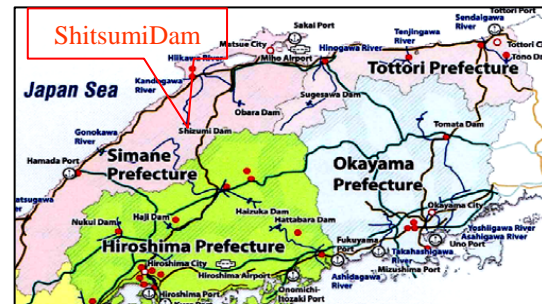 ShitsumiDam
Sakai Port
Tottori Port
Sendaigawa River
Matsue City
Tenjingawa River
Hiikawa River
Miho Airport
Hinogawa River
Tottori Ci
Kandogawa River
Tottori Prefecture
Tono Da
Japan Sea
Sugesawa Dam
Obara Dam
Gonokawa River
Shizumi Dam
Tomata Dam
Simane Prefecture
Hamada Port
Okayama Prefecture
atsugawa River
Haizuka Dam
Okayama City
Nukui Dam
Haji Dam
Hattabara Dam
Yoshiigawa River
Asahigawa River
Hiroshima Prefecture
Fukuyama Port
Takahashigawa River
Uno Port
Hiroshima City
Mizushima Port
Hiroshima Airport
Ashidagawa River
Hiroshima Port
Onomichi-Itozaki Port